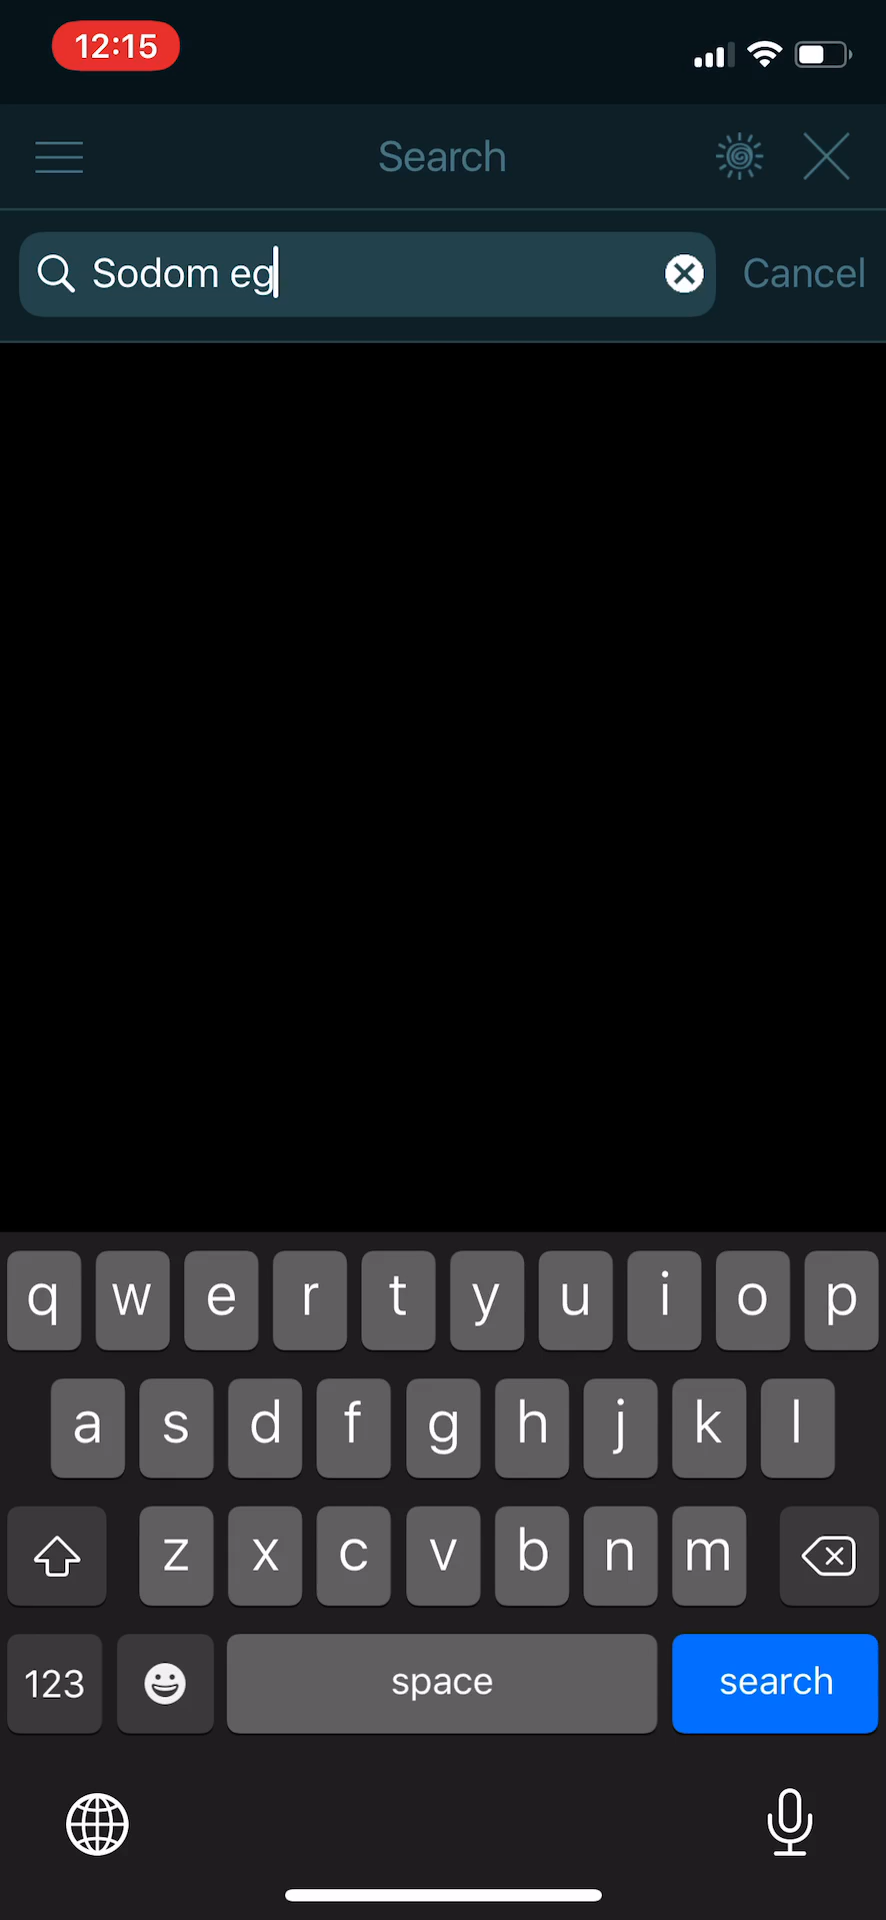 12:15
Search
Sodom eg
Cancel
q w e r t y u i o p
a s d f g h j k l
z x c v b n m
123 space search